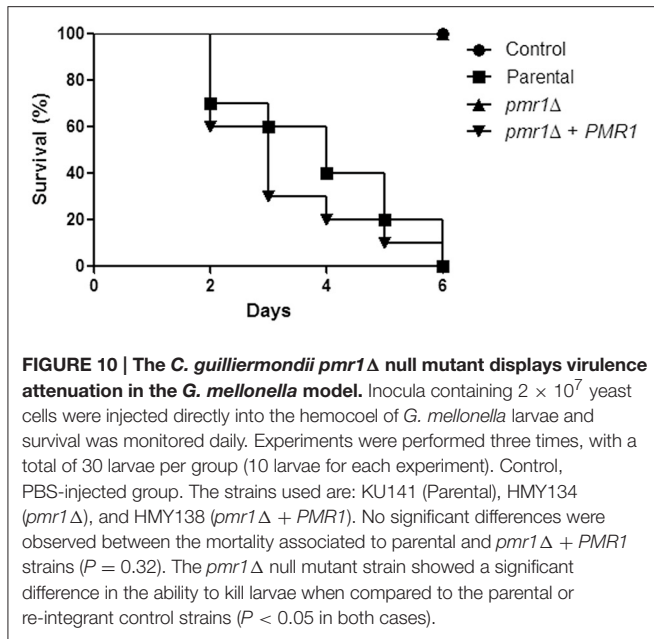 100
80
60
40
20
0
Survival (%)
0 2 4 6
Days
Control
Parental
pmr1Δ
pmr1Δ + PMR1
FIGURE 10 | The C. guilliermondii pmr1Δ null mutant displays virulence
attenuation in the G. mellonella model. Inocula containing 2 × 10⁷ yeast
cells were injected directly into the hemocoel of G. mellonella larvae and
survival was monitored daily. Experiments were performed three times, with a
total of 30 larvae per group (10 larvae for each experiment). Control,
PBS-injected group. The strains used are: KU141 (Parental), HMY134
(pmr1Δ), and HMY138 (pmr1Δ + PMR1). No significant differences were
observed between the mortality associated to parental and pmr1Δ + PMR1
strains (P = 0.32). The pmr1Δ null mutant strain showed a significant
difference in the ability to kill larvae when compared to the parental or
re-integrant control strains (P < 0.05 in both cases).